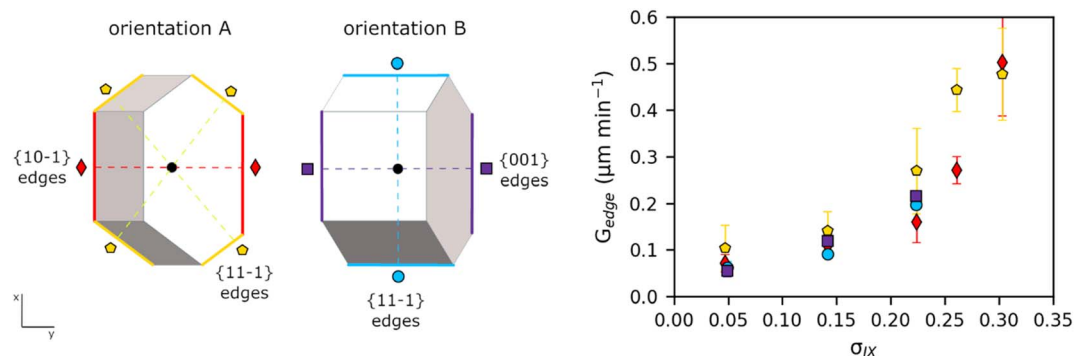 orientation A
orientation B
{10-1}
edges
{11-1}
edges
{001}
edges
{11-1}
edges
x
y
G_edge (μm min⁻¹)
0.6
0.5
0.4
0.3
0.2
0.1
0.0
0.00 0.05 0.10 0.15 0.20 0.25 0.30 0.35
σ_IX